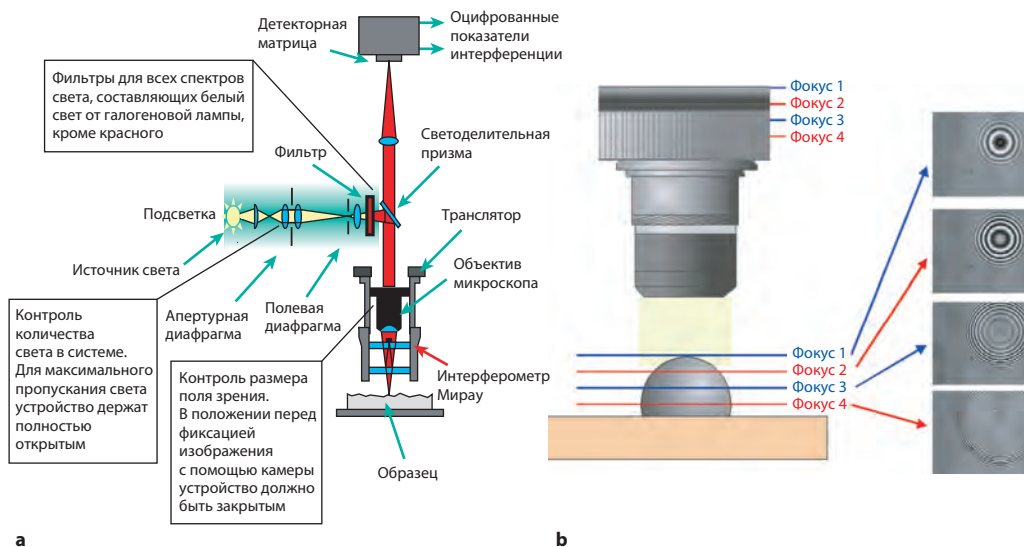 Детекторная
матрица
Оцифрованные
показатели
интерференции
Фильтры для всех спектров
света, составляющих белый
свет от галогеновой лампы,
кроме красного
Светоделительная
призма
Фильтр
Подсветка
Транслятор
Источник света
Объектив
микроскопа
Апертурная
диафрагма
Полевая
диафрагма
Контроль
количества
света в системе.
Для максимального
пропускания света
устройство держат
полностью
открытым
Контроль размера
поля зрения.
В положении перед
фиксацией
изображения
с помощью камеры
устройство должно
быть закрытым
Интерферометр
Мирау
Образец
a
Фокус 1
Фокус 2
Фокус 3
Фокус 4
Фокус 1
Фокус 2
Фокус 3
Фокус 4
b